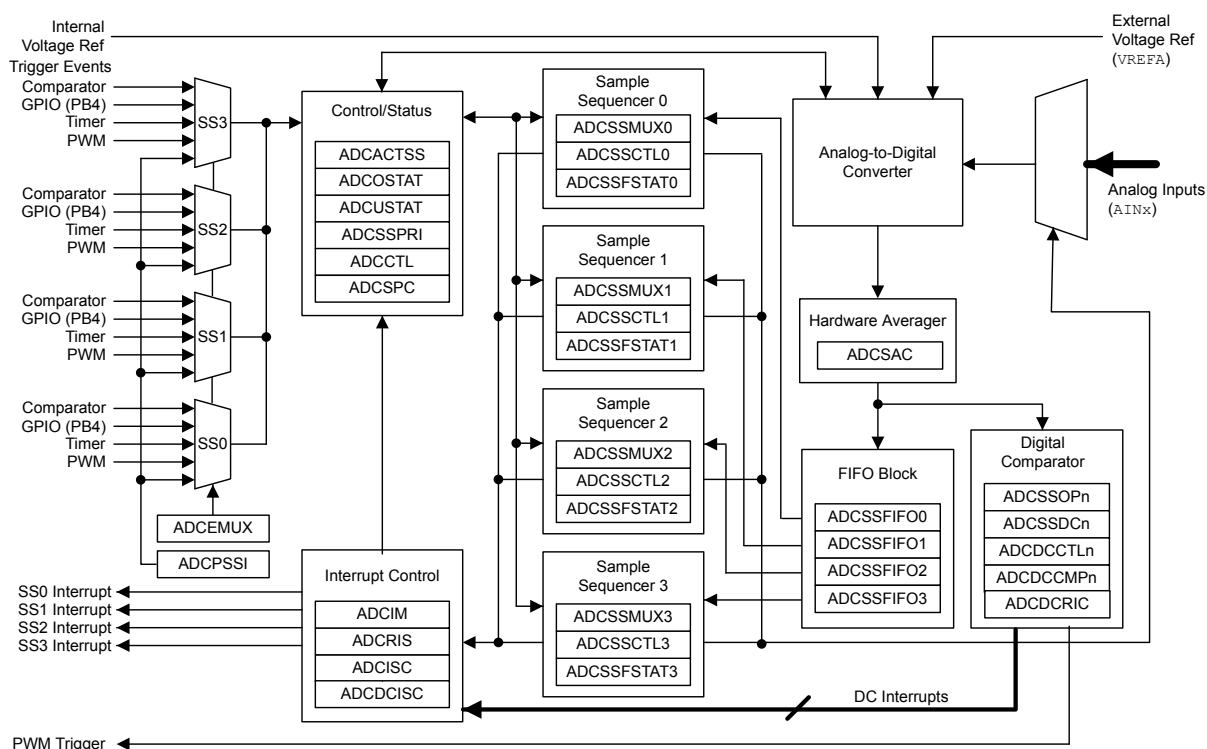 Internal
Voltage Ref
External
Voltage Ref
(VREFA)
Trigger Events
Comparator
GPIO (PB4)
Timer
PWM
SS3
Comparator
GPIO (PB4)
Timer
PWM
SS2
Comparator
GPIO (PB4)
Timer
PWM
SS1
Comparator
GPIO (PB4)
Timer
PWM
SS0
ADCEMUX
ADCPSSI
Control/Status
ADCACTSS
ADCOSTAT
ADCUSTAT
ADCSSPRI
ADCCTL
ADCSPC
Interrupt Control
ADCIM
ADCRIS
ADCISC
ADCDCISC
SS0 Interrupt
SS1 Interrupt
SS2 Interrupt
SS3 Interrupt
PWM Trigger
Sample
Sequencer 0
ADCSSMUX0
ADCSSCTL0
ADCSSFSTAT0
Sample
Sequencer 1
ADCSSMUX1
ADCSSCTL1
ADCSSFSTAT1
Sample
Sequencer 2
ADCSSMUX2
ADCSSCTL2
ADCSSFSTAT2
Sample
Sequencer 3
ADCSSMUX3
ADCSSCTL3
ADCSSFSTAT3
Analog-to-Digital
Converter
Analog Inputs
(AINx)
Hardware Averager
ADCSAC
FIFO Block
ADCSSFIFO0
ADCSSFIFO1
ADCSSFIFO2
ADCSSFIFO3
Digital
Comparator
ADCSSOPn
ADCSSDCn
ADCDCCTLn
ADCDCCMPn
ADCDCRIC
DC Interrupts